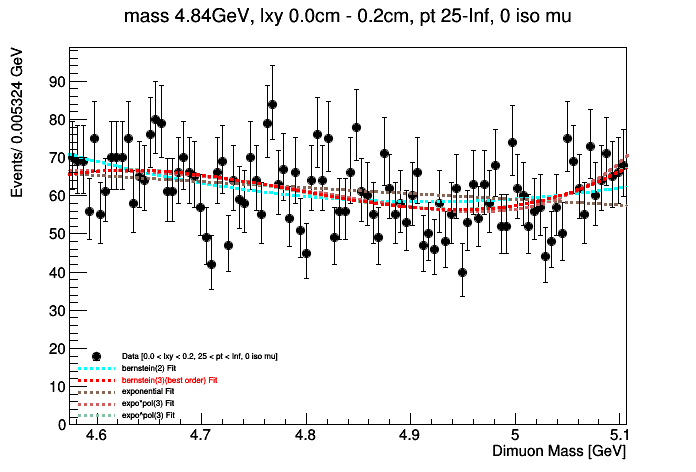 mass 4.84GeV, lxy 0.0cm - 0.2cm, pt 25-Inf, 0 iso mu
Events/ 0.005324 GeV
90
80
70
60
50
40
30
20
10
0
Data [0.0 < lxy < 0.2, 25 < pt < Inf, 0 iso mu]
bernstein(2) Fit
bernstein(3)(best order) Fit
exponential Fit
expo*pol(3) Fit
expo^pol(3) Fit
4.6 4.7 4.8 4.9 5 5.1
Dimuon Mass [GeV]